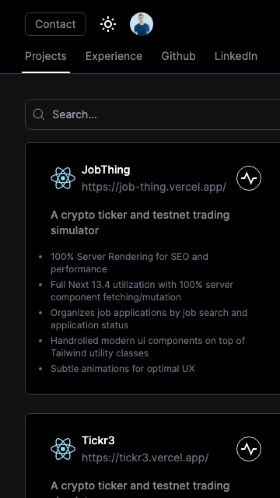 Contact
Projects Experience Github LinkedIn
Search...
JobThing
https://job-thing.vercel.app/
A crypto ticker and testnet trading
simulator
100% Server Rendering for SEO and
performance
Full Next 13.4 utilization with 100% server
component fetching/mutation
Organizes job applications by job search and
application status
Handrolled modern ui components on top of
Tailwind utility classes
Subtle animations for optimal UX
Tickr3
https://tickr3.vercel.app/
A crypto ticker and testnet trading